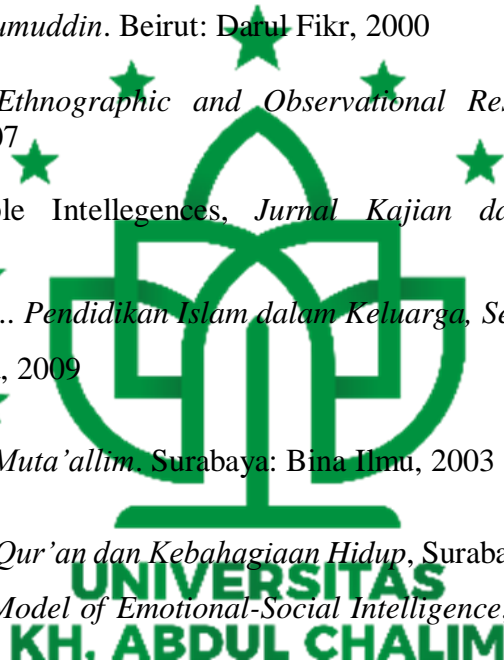 umuddin. Beirut: Darul Fikr, 2000
Ethnographic and Observational Res
07
ole Intellegences, Jurnal Kajian da
.. Pendidikan Islam dalam Keluarga, Se
, 2009
Muta’allim. Surabaya: Bina Ilmu, 2003
Qur’an dan Kebahagiaan Hidup, Suraba
UNIVERSITAS
Model of Emotional-Social Intelligence.
KH. ABDUL CHALIM